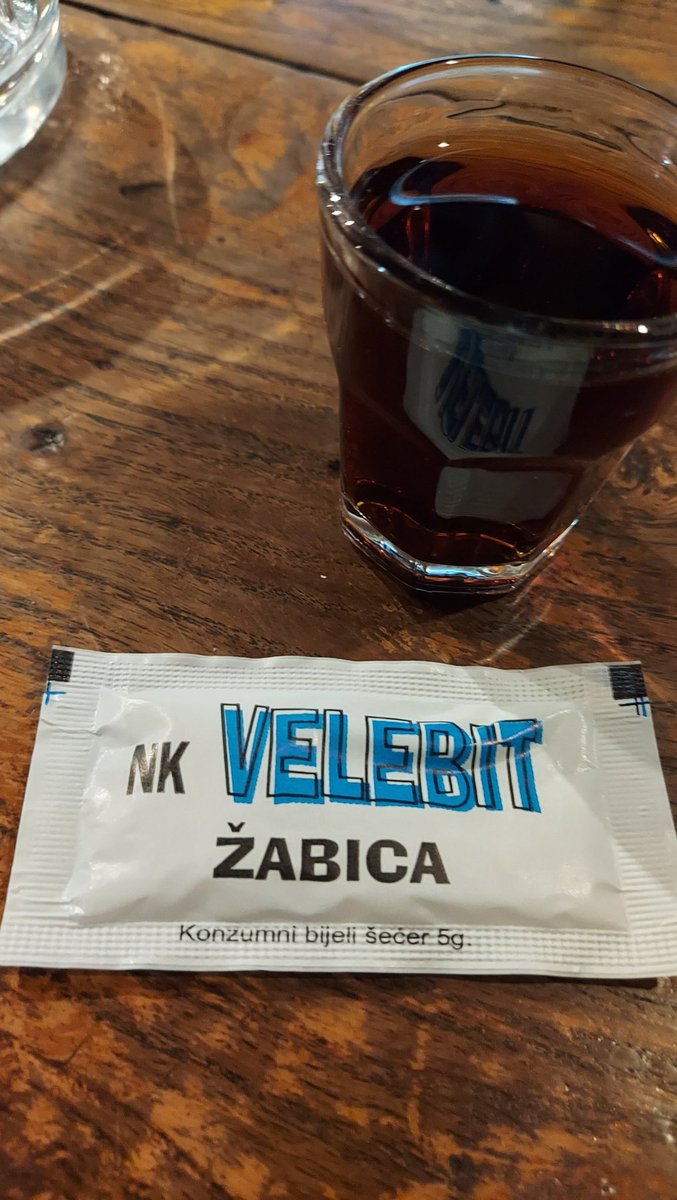 NK VELEBIT
ŽABICA
Konzumni bijeli šećer 5g.